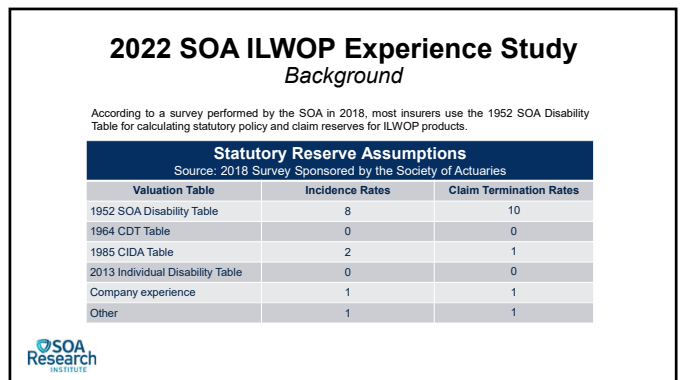 2022 SOA ILWOP Experience Study
Background
According to a survey performed by the SOA in 2018, most insurers use the 1952 SOA Disability
Table for calculating statutory policy and claim reserves for ILWOP products.
Statutory Reserve Assumptions
Source: 2018 Survey Sponsored by the Society of Actuaries
Valuation Table Incidence Rates Claim Termination Rates
1952 SOA Disability Table 8 10
1964 CDT Table 0 0
1985 CIDA Table 2 1
2013 Individual Disability Table 0 0
Company experience 1 1
Other 1 1
SOA
Research
INSTITUTE